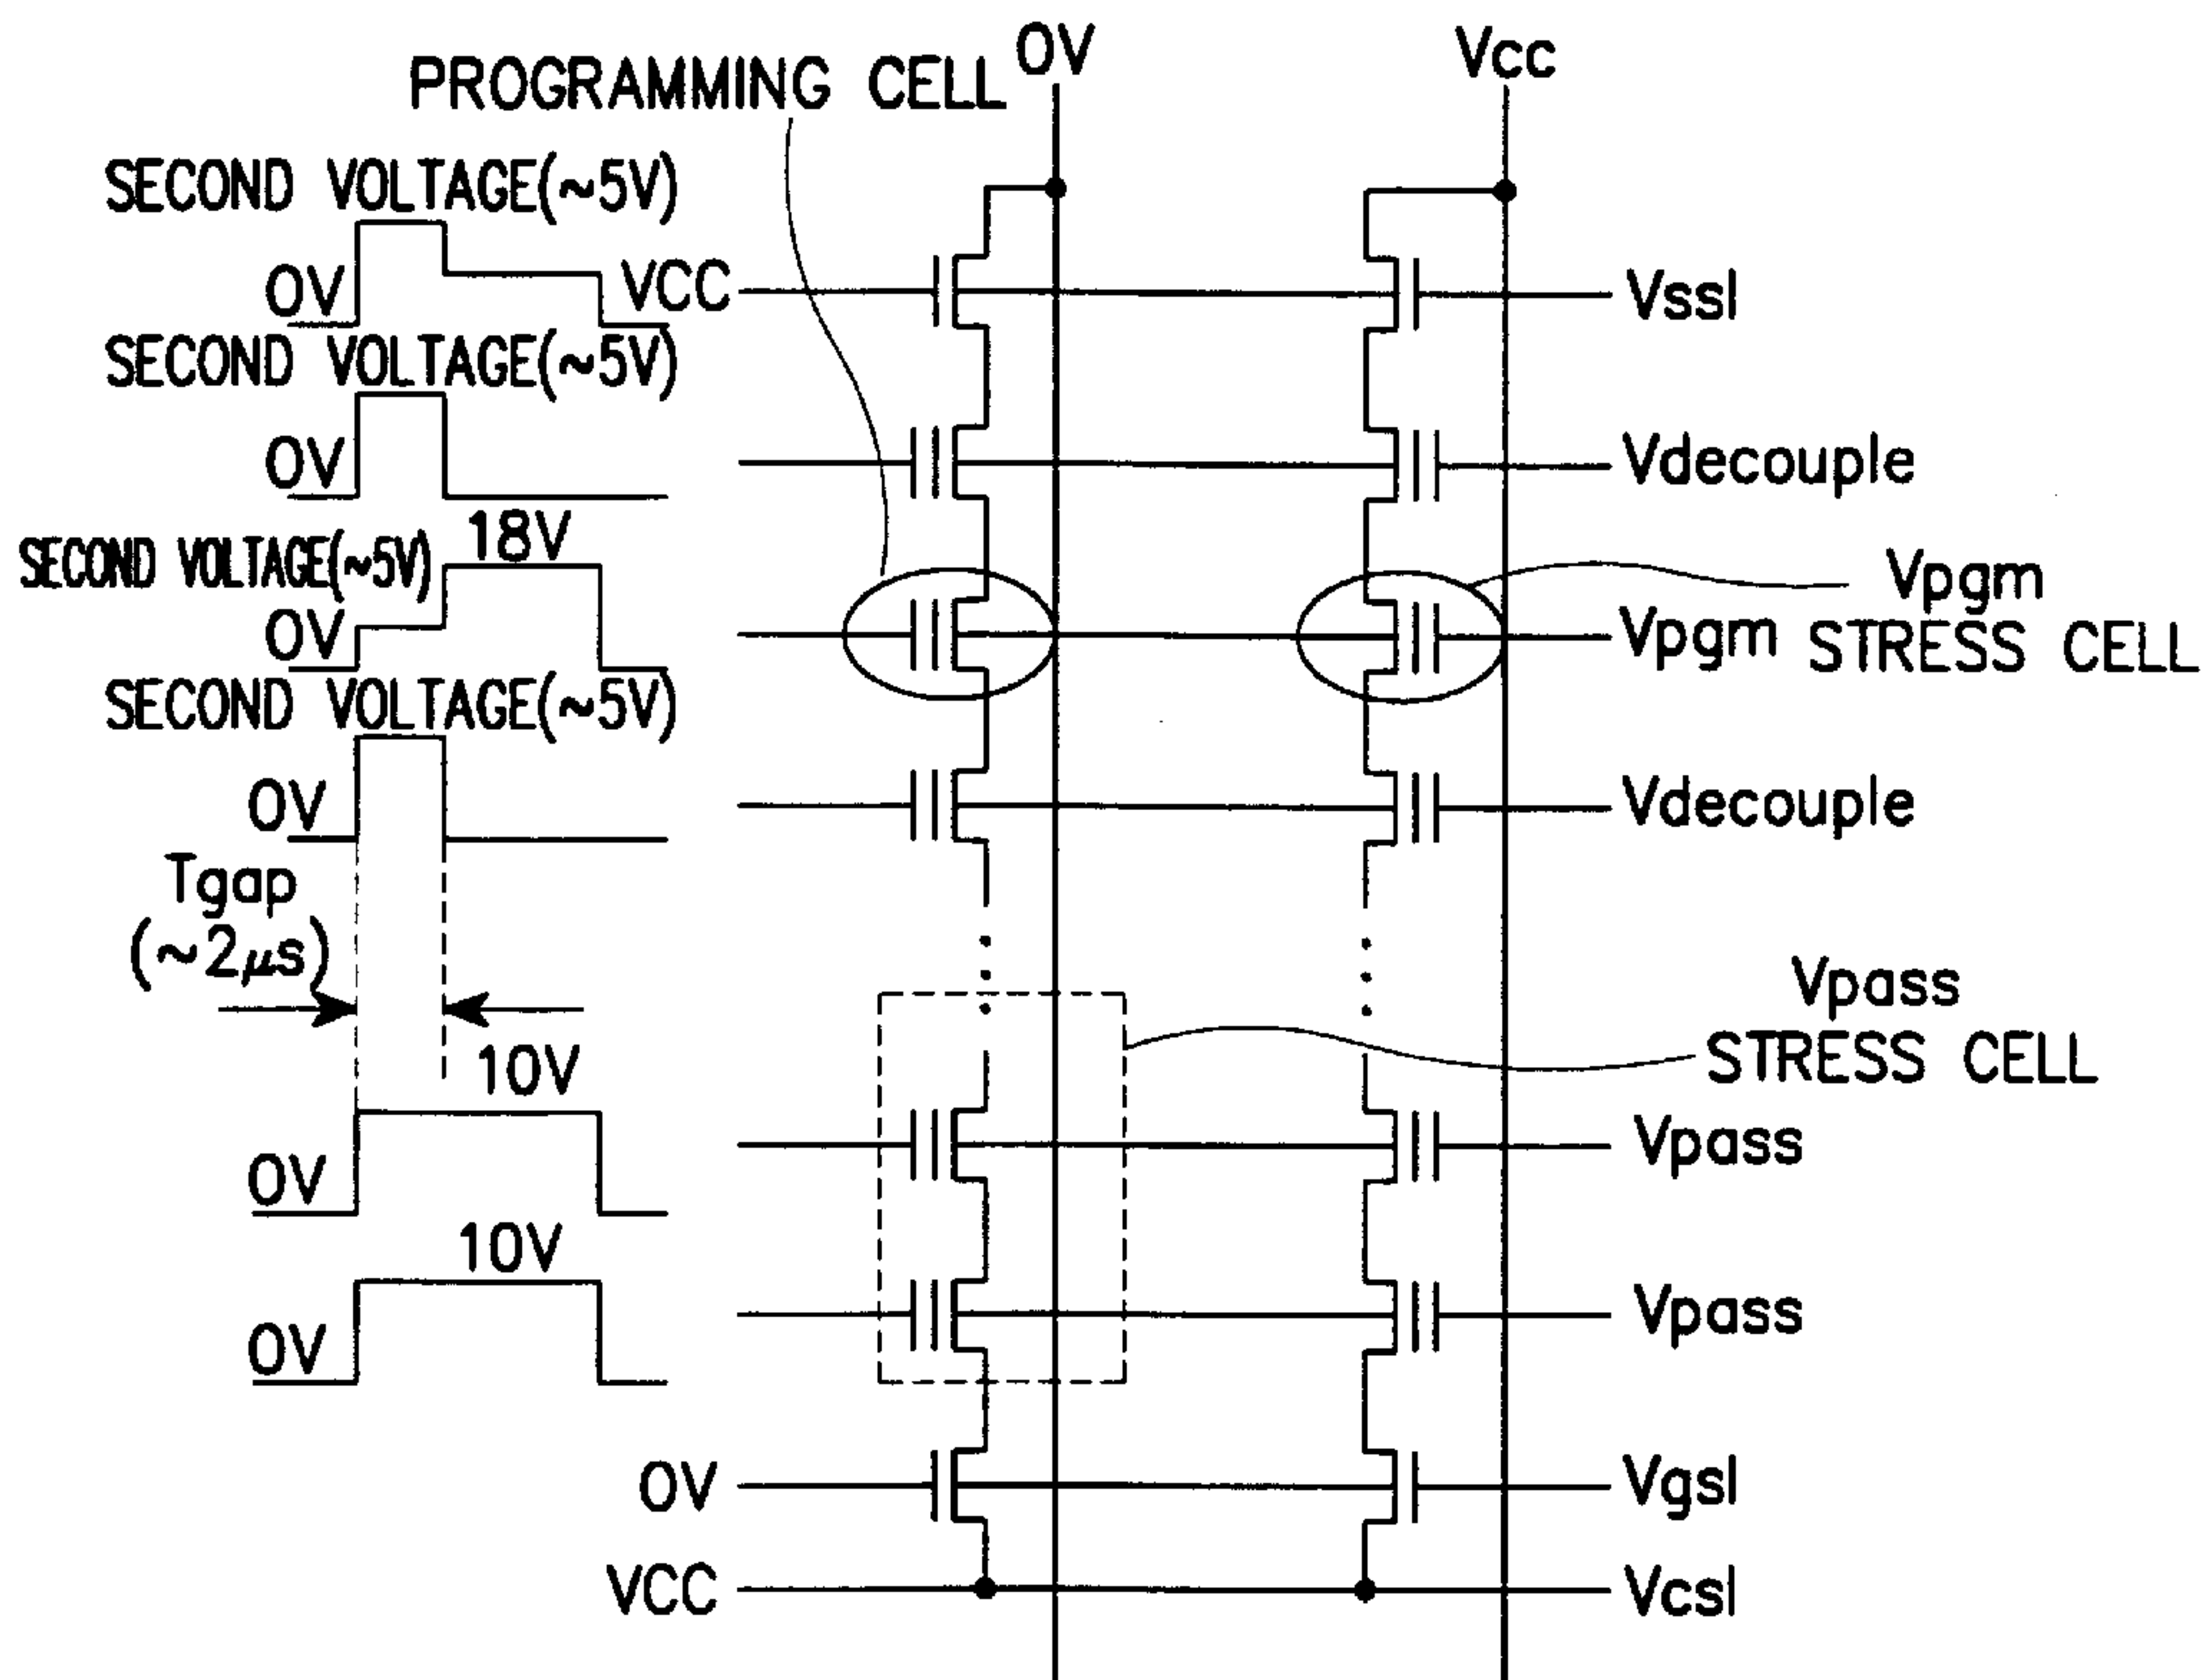 PROGRAMMING CELL
0V
Vcc
SECOND VOLTAGE(~5V)
0V
VCC
Vssl
SECOND VOLTAGE(~5V)
0V
Vdecouple
SECOND VOLTAGE(~5V)
18V
0V
Vpgm
Vpgm
STRESS CELL
SECOND VOLTAGE(~5V)
0V
Vdecouple
Tgap
(~2μs)
Vpass
STRESS CELL
10V
0V
Vpass
10V
0V
Vpass
0V
Vgsl
VCC
Vcsl